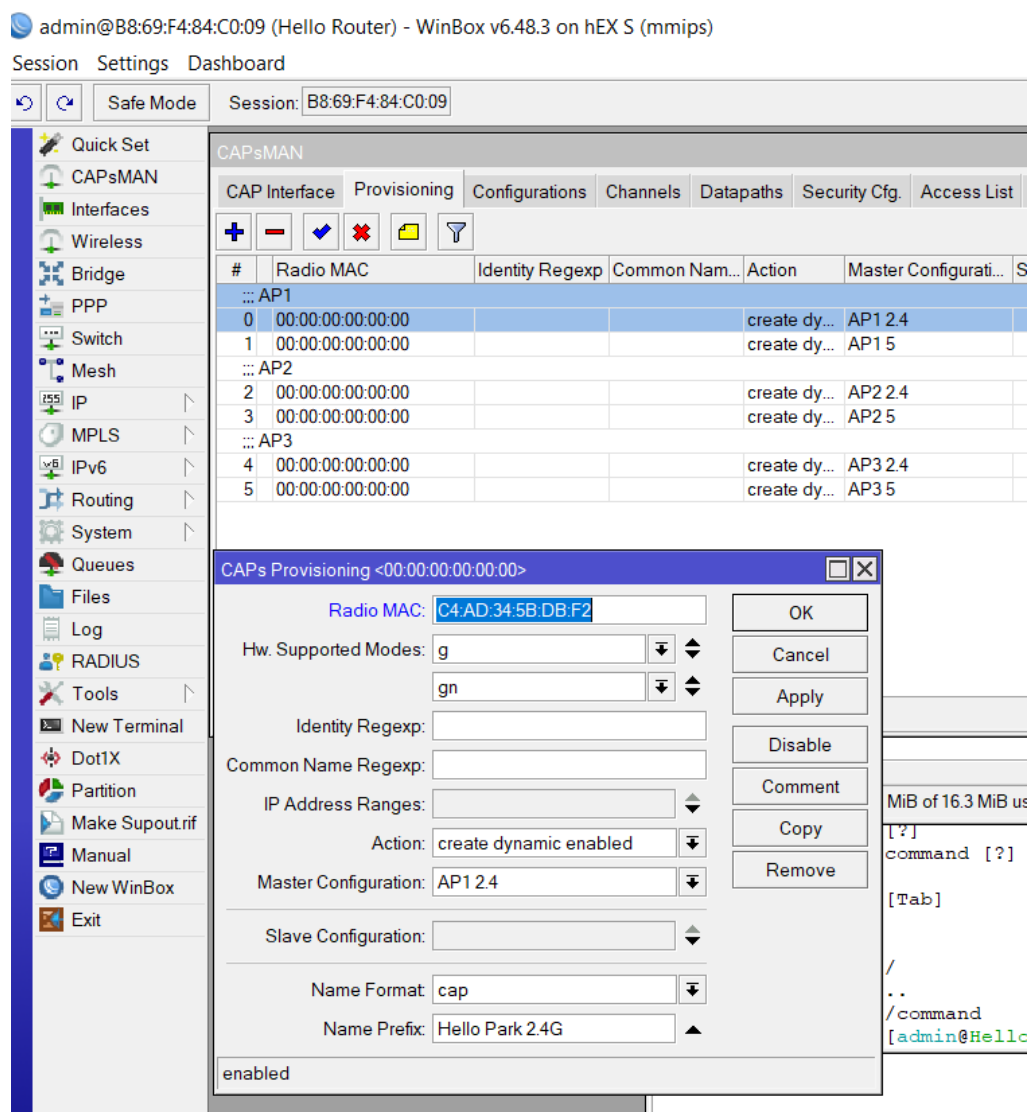 admin@B8:69:F4:84:C0:09 (Hello Router) - WinBox v6.48.3 on hEX S (mmips)
Session Settings Dashboard
Safe Mode Session: B8:69:F4:84:C0:09
Quick Set
CAPsMAN
Interfaces
Wireless
Bridge
PPP
Switch
Mesh
IP
MPLS
IPv6
Routing
System
Queues
Files
Log
RADIUS
Tools
New Terminal
Dot1X
Partition
Make Supout.rif
Manual
New WinBox
Exit
CAPsMAN
CAP Interface Provisioning Configurations Channels Datapaths Security Cfg. Access List
# Radio MAC Identity Regexp Common Nam... Action Master Configurati... S
;;; AP1
0 00:00:00:00:00:00 create dy... AP1 2.4
1 00:00:00:00:00:00 create dy... AP1 5
;;; AP2
2 00:00:00:00:00:00 create dy... AP2 2.4
3 00:00:00:00:00:00 create dy... AP2 5
;;; AP3
4 00:00:00:00:00:00 create dy... AP3 2.4
5 00:00:00:00:00:00 create dy... AP3 5
CAPs Provisioning <00:00:00:00:00:00>
Radio MAC: C4:AD:34:5B:DB:F2
Hw. Supported Modes: g
gn
Identity Regexp:
Common Name Regexp:
IP Address Ranges:
Action: create dynamic enabled
Master Configuration: AP1 2.4
Slave Configuration:
Name Format: cap
Name Prefix: Hello Park 2.4G
enabled
OK
Cancel
Apply
Disable
Comment
Copy
Remove
MiB of 16.3 MiB us
[?]
command [?]
[Tab]
/
..
/command
[admin@Hello